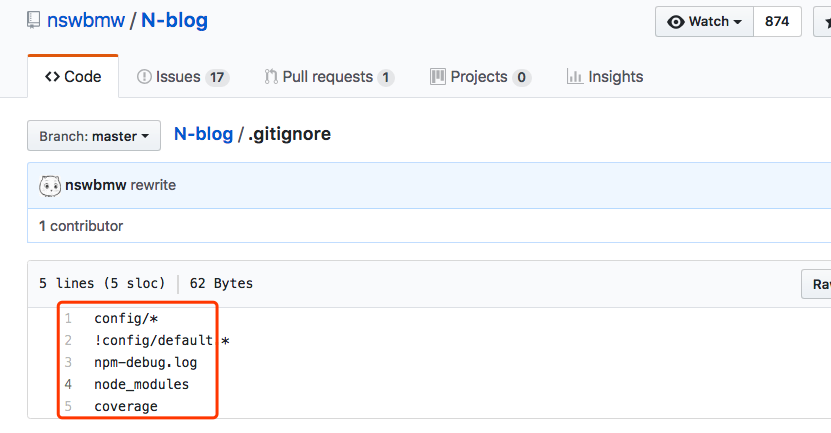 nswbmw / N-blog
Watch 874
Code Issues 17 Pull requests 1 Projects 0 Insights
Branch: master N-blog / .gitignore
nswbmw rewrite
1 contributor
5 lines (5 sloc) 62 Bytes
1 config/*
2 !config/default.*
3 npm-debug.log
4 node_modules
5 coverage